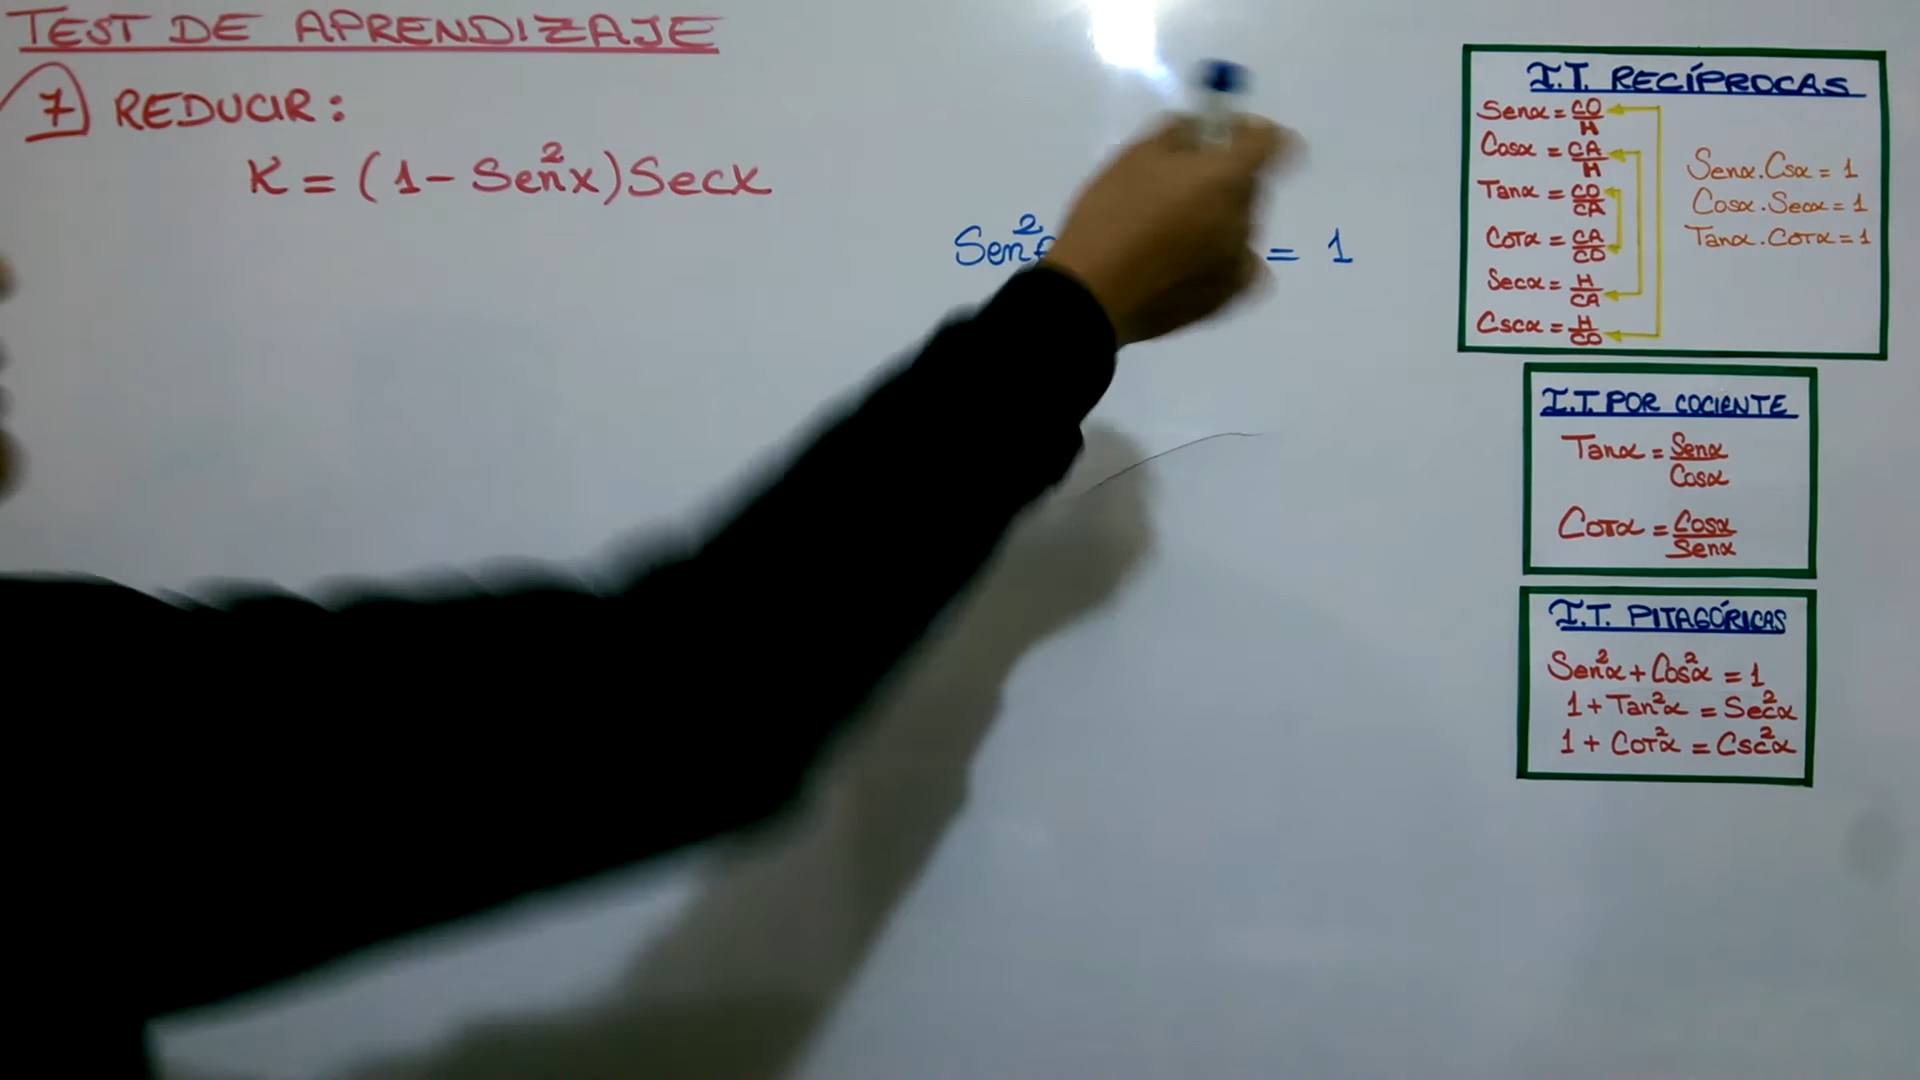 TEST DE APRENDIZAJE
7) REDUCIR:
K = (1 - Sen²x)Secx
Sen² = 1
I.T. RECÍPROCAS
Senα = CO/H
Cosα = CA/H
Tanα = CO/CA
Cotα = CA/CO
Secα = H/CA
Cscα = H/CO
Senα.Csα = 1
Cosα.Secα = 1
Tanα.Cotα = 1
I.T. POR COCIENTE
Tanα = Senα/Cosα
Cotα = Cosα/Senα
I.T. PITAGÓRICAS
Sen²α + Cos²α = 1
1 + Tan²α = Sec²α
1 + Cot²α = Csc²α